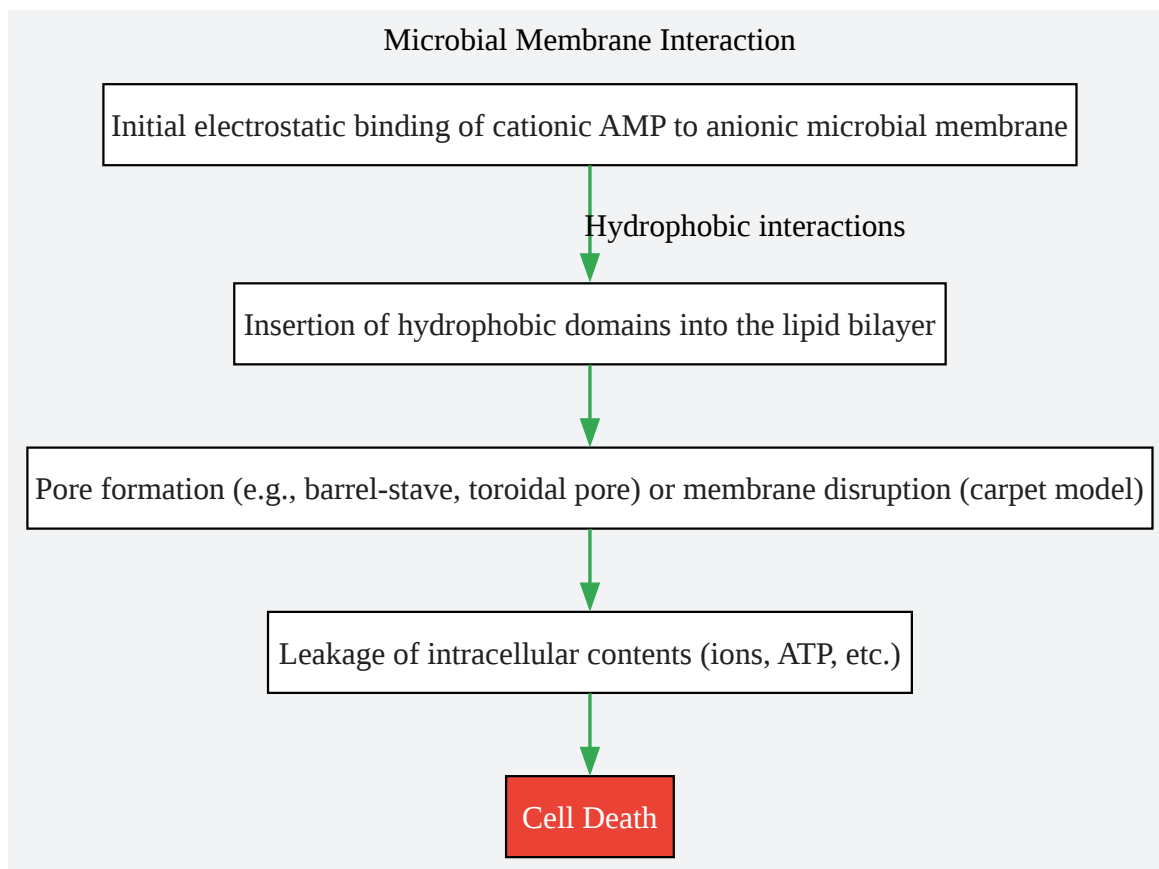 Microbial Membrane Interaction
Initial electrostatic binding of cationic AMP to anionic microbial membrane
Hydrophobic interactions
Insertion of hydrophobic domains into the lipid bilayer
Pore formation (e.g., barrel-stave, toroidal pore) or membrane disruption (carpet model)
Leakage of intracellular contents (ions, ATP, etc.)
Cell Death